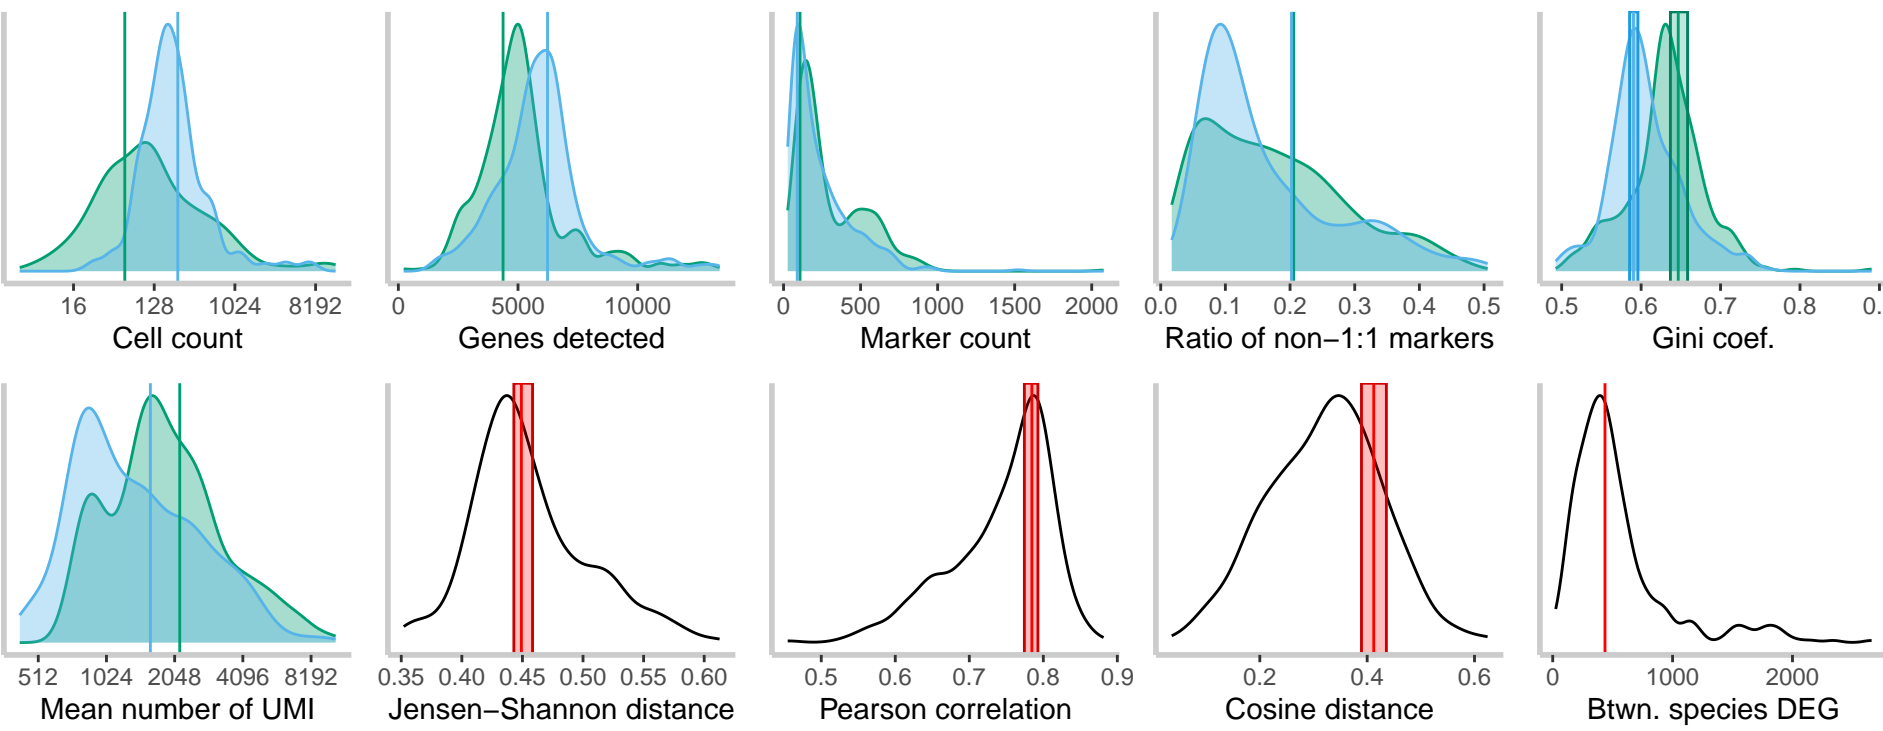 16 128 1024 8192
Cell count
0 5000 10000
Genes detected
0 500 1000 1500 2000
Marker count
0.0 0.1 0.2 0.3 0.4 0.5
Ratio of non−1:1 markers
0.5 0.6 0.7 0.8 0.
Gini coef.
512 1024 2048 4096 8192
Mean number of UMI
0.35 0.40 0.45 0.50 0.55 0.60
Jensen−Shannon distance
0.5 0.6 0.7 0.8 0.9
Pearson correlation
0.2 0.4 0.6
Cosine distance
0 1000 2000
Btwn. species DEG